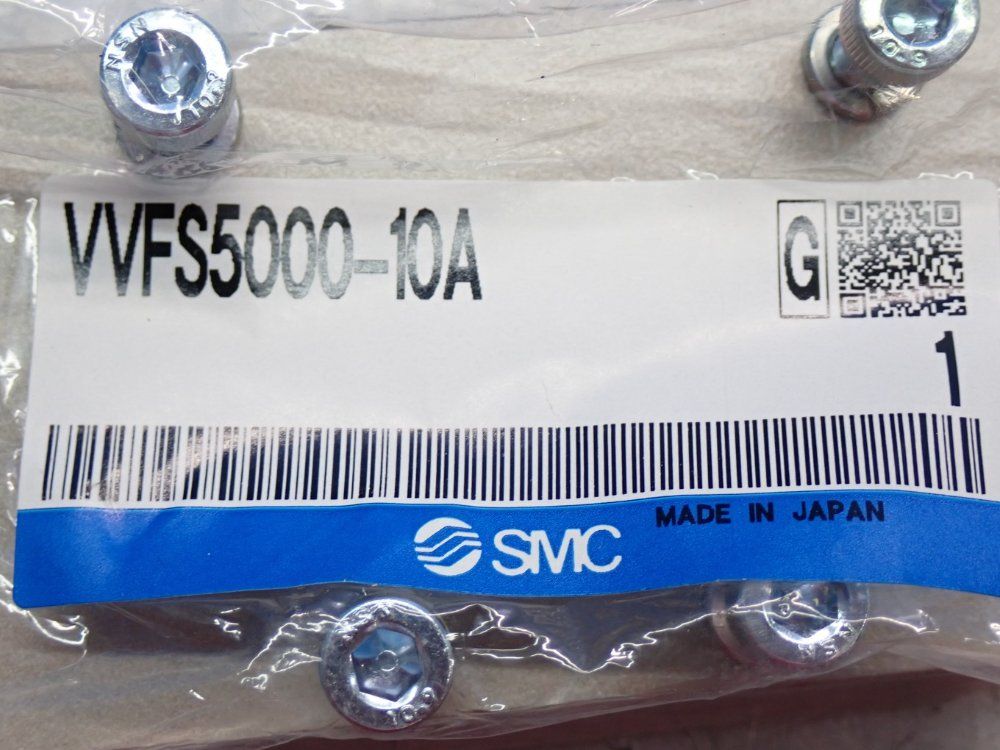 VVFS5000-10A
G
1
MADE IN JAPAN
SMC